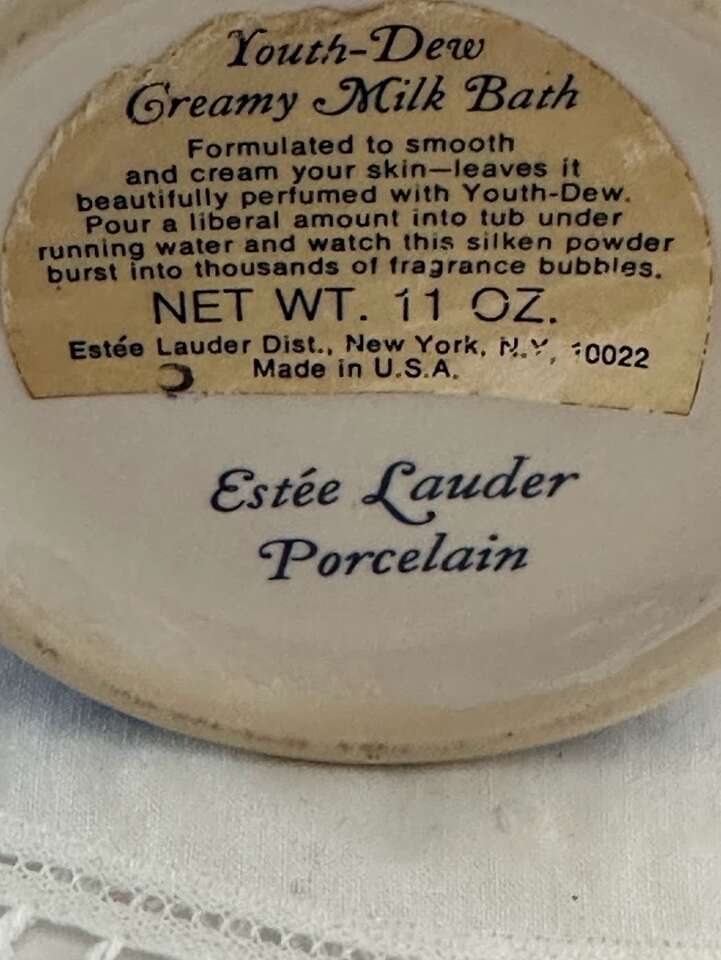 Youth-Dew
Creamy Milk Bath
Formulated to smooth
and cream your skin—leaves it
beautifully perfumed with Youth-Dew.
Pour a liberal amount into tub under
running water and watch this silken powder
burst into thousands of fragrance bubbles.
NET WT. 11 OZ.
Estée Lauder Dist., New York, N.Y, 10022
Made in U.S.A.
Estée Lauder
Porcelain